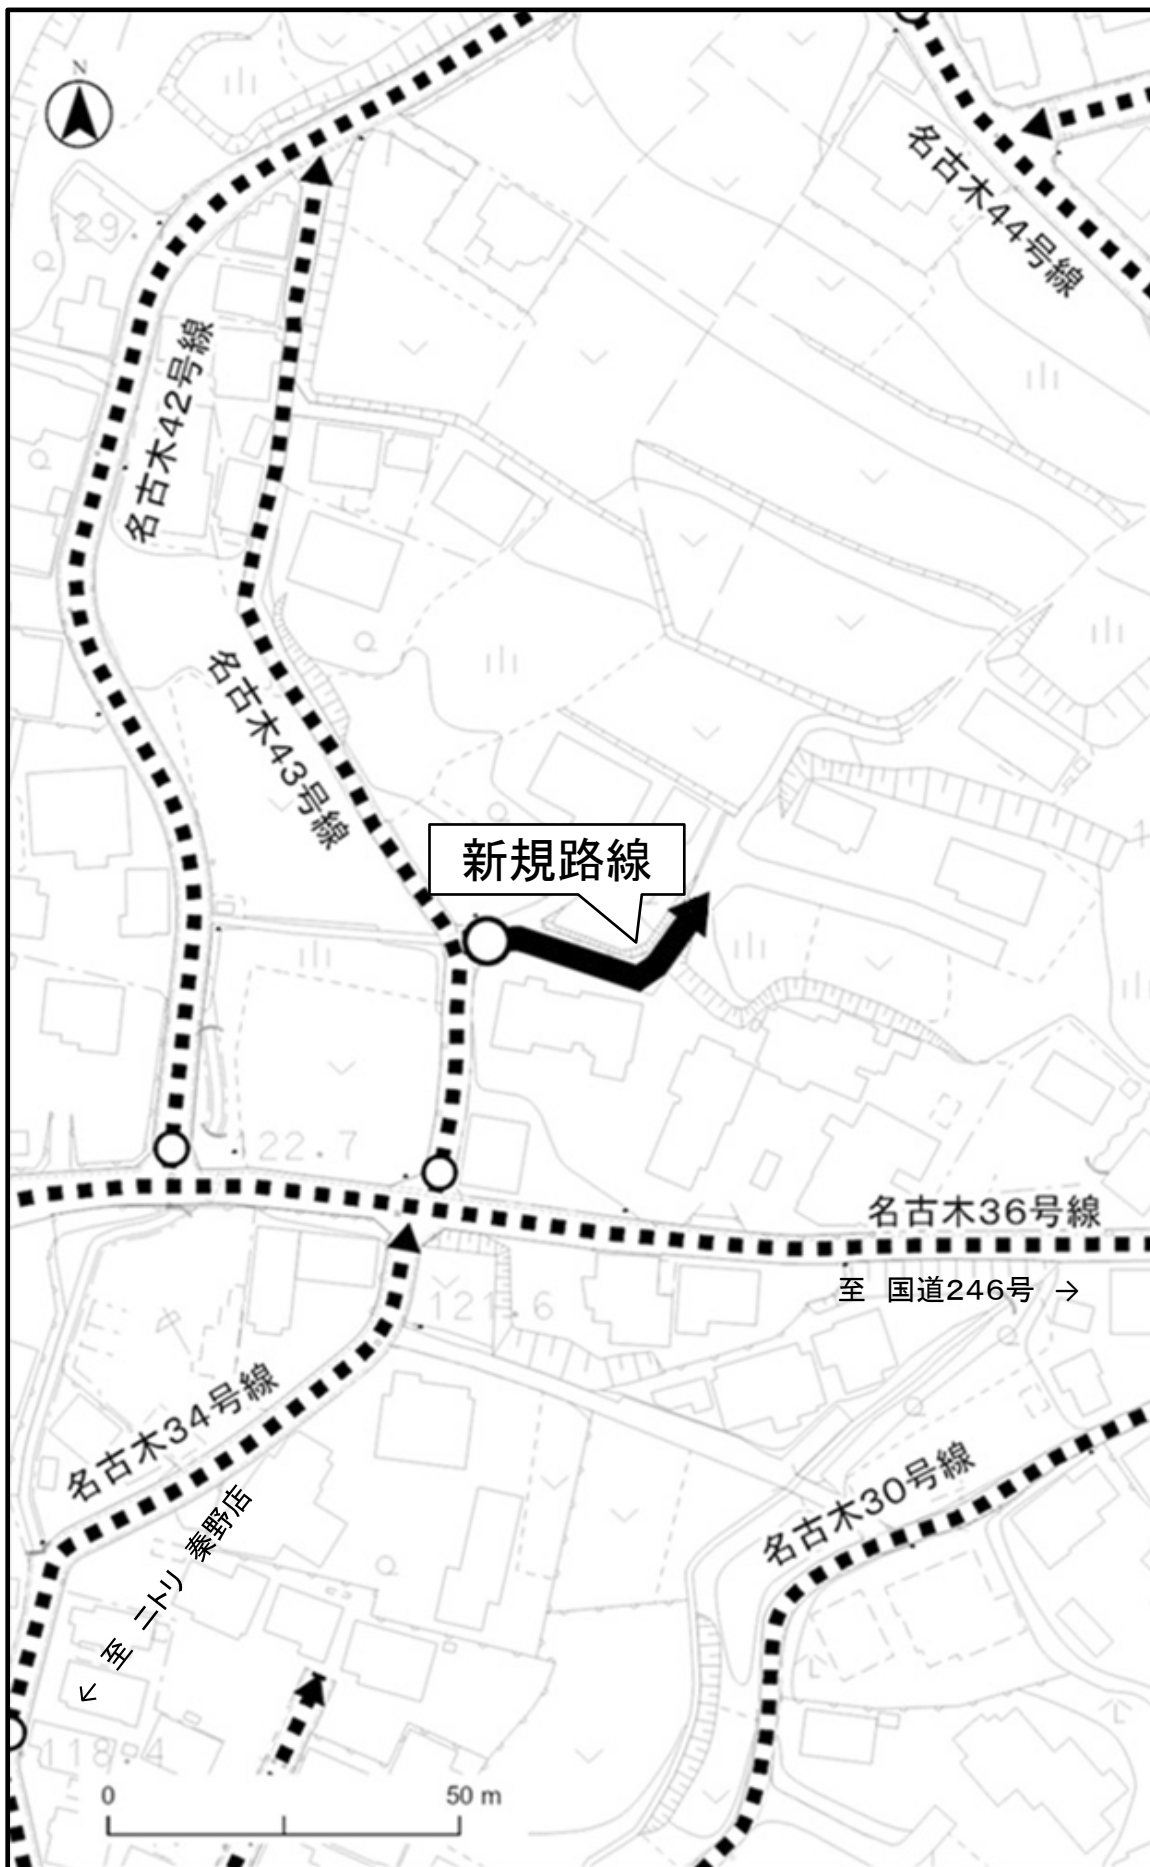 N
名古木44号線
129
名古木42号線
名古木43号線
新規路線
122.7
名古木36号線
至 国道246号 →
121.6
名古木34号線
名古木30号線
← 至 ニトリ 秦野店
118.4
0 50 m